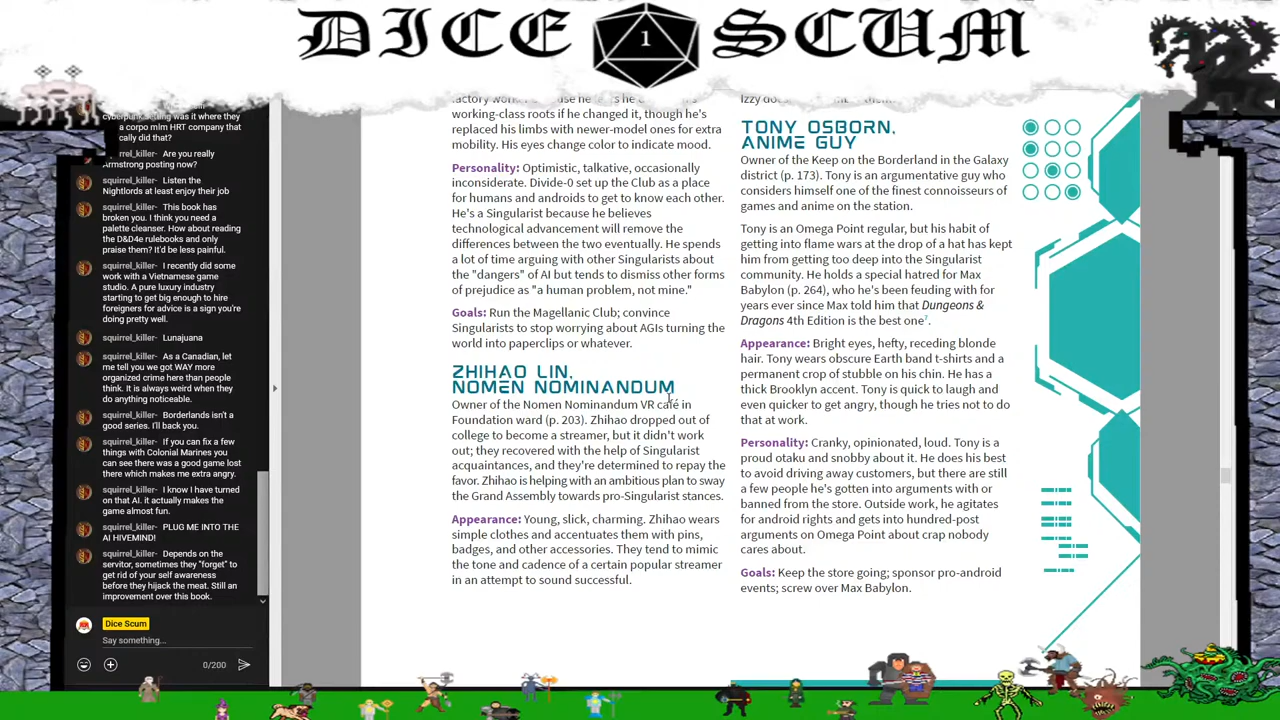 DICE 1 SCUM
cyberpunk setting was it where they
a corpo mlm HRT company that
cally did that?
squirrel_killer- Are you really
Armstrong posting now?
squirrel_killer- Listen the
Nightlords at least enjoy their job
squirrel_killer- This book has
broken you. I think you need a
palette cleanser. How about reading
the D&D4e rulebooks and only
praise them? It'd be less painful.
squirrel_killer- I recently did some
work with a Vietnamese game
studio. A pure luxury industry
starting to get big enough to hire
foreigners for advice is a sign you're
doing pretty well.
squirrel_killer- Lunajuana
squirrel_killer- As a Canadian, let
me tell you we got WAY more
organized crime here than people
think. It is always weird when they
do anything noticeable.
squirrel_killer- Borderlands isn't a
good series. I'll back you.
squirrel_killer- If you can fix a few
things with Colonial Marines you
can see there was a good game lost
there which makes me extra angry.
squirrel_killer- I know I have turned
on that AI. it actually makes the
game almost fun.
squirrel_killer- PLUG ME INTO THE
AI HIVEMIND!
squirrel_killer- Depends on the
servitor, sometimes they "forget" to
get rid of your self awareness
before they hijack the meat. Still an
improvement over this book.
Dice Scum
Say something...
0/200
working-class roots if he changed it, though he's
replaced his limbs with newer-model ones for extra
mobility. His eyes change color to indicate mood.
Personality: Optimistic, talkative, occasionally
inconsiderate. Divide-0 set up the Club as a place
for humans and androids to get to know each other.
He's a Singularist because he believes
technological advancement will remove the
differences between the two eventually. He spends
a lot of time arguing with other Singularists about
the "dangers" of AI but tends to dismiss other forms
of prejudice as "a human problem, not mine."
Goals: Run the Magellanic Club; convince
Singularists to stop worrying about AGIs turning the
world into paperclips or whatever.
ZHIHAO LIN,
NOMEN NOMINANDUM
Owner of the Nomen Nominandum VR café in
Foundation ward (p. 203). Zhihao dropped out of
college to become a streamer, but it didn't work
out; they recovered with the help of Singularist
acquaintances, and they're determined to repay the
favor. Zhihao is helping with an ambitious plan to sway
the Grand Assembly towards pro-Singularist stances.
Appearance: Young, slick, charming. Zhihao wears
simple clothes and accentuates them with pins,
badges, and other accessories. They tend to mimic
the tone and cadence of a certain popular streamer
in an attempt to sound successful.
TONY OSBORN,
ANIME GUY
Owner of the Keep on the Borderland in the Galaxy
district (p. 173). Tony is an argumentative guy who
considers himself one of the finest connoisseurs of
games and anime on the station.
Tony is an Omega Point regular, but his habit of
getting into flame wars at the drop of a hat has kept
him from getting too deep into the Singularist
community. He holds a special hatred for Max
Babylon (p. 264), who he's been feuding with for
years ever since Max told him that Dungeons &
Dragons 4th Edition is the best one⁷.
Appearance: Bright eyes, hefty, receding blonde
hair. Tony wears obscure Earth band t-shirts and a
permanent crop of stubble on his chin. He has a
thick Brooklyn accent. Tony is quick to laugh and
even quicker to get angry, though he tries not to do
that at work.
Personality: Cranky, opinionated, loud. Tony is a
proud otaku and snobby about it. He does his best
to avoid driving away customers, but there are still
a few people he's gotten into arguments with or
banned from the store. Outside work, he agitates
for android rights and gets into hundred-post
arguments on Omega Point about crap nobody
cares about.
Goals: Keep the store going; sponsor pro-android
events; screw over Max Babylon.